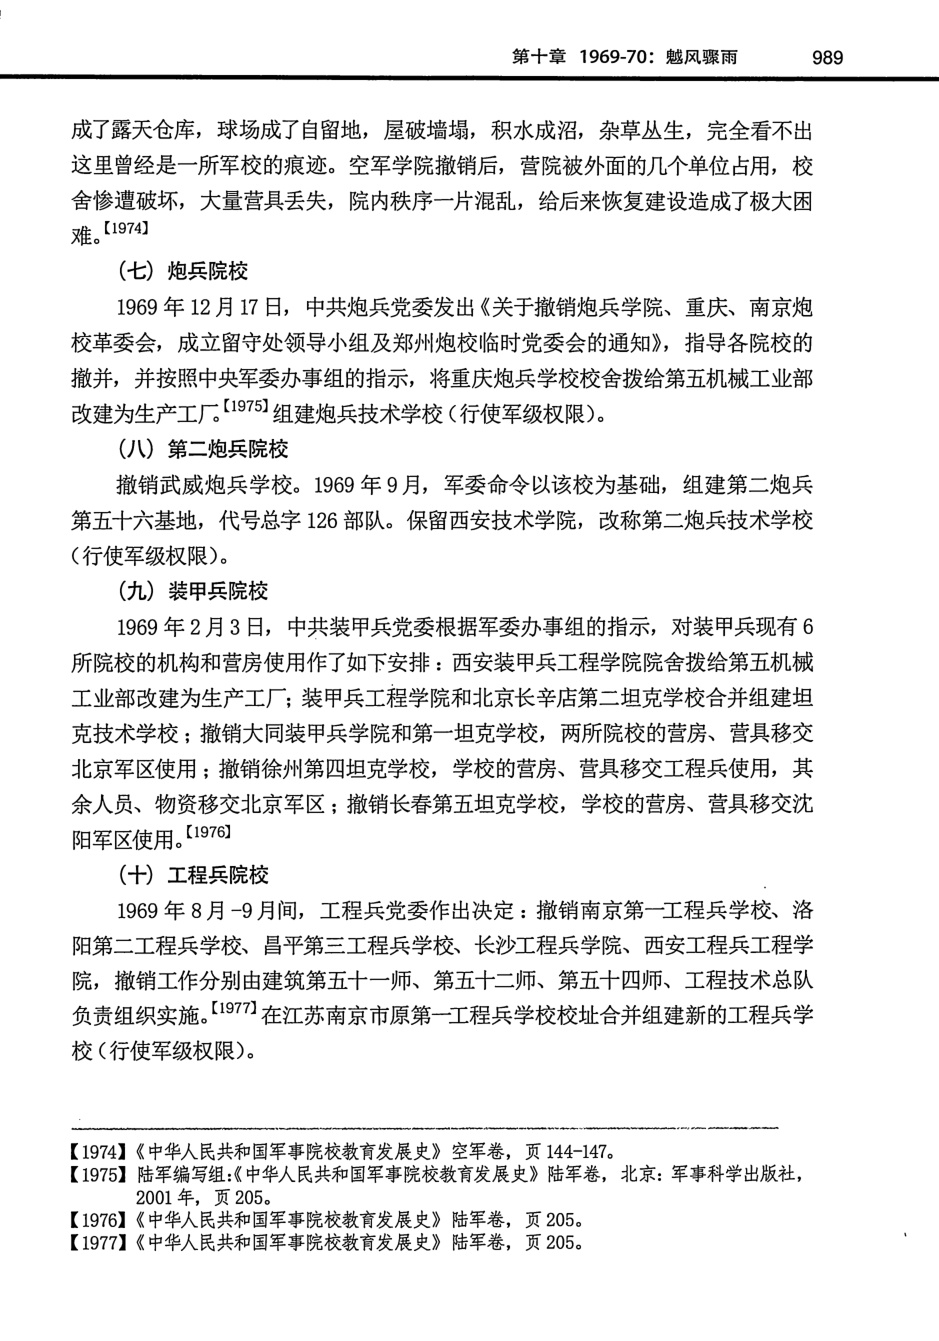 第十章 1969-70：魆风骤雨 989
成了露天仓库，球场成了自留地，屋破墙塌，积水成沼，杂草丛生，完全看不出
这里曾经是一所军校的痕迹。空军学院撤销后，营院被外面的几个单位占用，校
舍惨遭破坏，大量营具丢失，院内秩序一片混乱，给后来恢复建设造成了极大困
难。【1974】
（七）炮兵院校
1969 年 12 月 17 日，中共炮兵党委发出《关于撤销炮兵学院、重庆、南京炮
校革委会，成立留守处领导小组及郑州炮校临时党委会的通知》，指导各院校的
撤并，并按照中央军委办事组的指示，将重庆炮兵学校校舍拨给第五机械工业部
改建为生产工厂。【1975】组建炮兵技术学校（行使军级权限）。
（八）第二炮兵院校
撤销武威炮兵学校。1969 年 9 月，军委命令以该校为基础，组建第二炮兵
第五十六基地，代号总字 126 部队。保留西安技术学院，改称第二炮兵技术学校
（行使军级权限）。
（九）装甲兵院校
1969 年 2 月 3 日，中共装甲兵党委根据军委办事组的指示，对装甲兵现有 6
所院校的机构和营房使用作了如下安排：西安装甲兵工程学院院舍拨给第五机械
工业部改建为生产工厂；装甲兵工程学院和北京长辛店第二坦克学校合并组建坦
克技术学校；撤销大同装甲兵学院和第一坦克学校，两所院校的营房、营具移交
北京军区使用；撤销徐州第四坦克学校，学校的营房、营具移交工程兵使用，其
余人员、物资移交北京军区；撤销长春第五坦克学校，学校的营房、营具移交沈
阳军区使用。【1976】
（十）工程兵院校
1969 年 8 月 -9 月间，工程兵党委作出决定：撤销南京第一工程兵学校、洛
阳第二工程兵学校、昌平第三工程兵学校、长沙工程兵学院、西安工程兵工程学
院，撤销工作分别由建筑第五十一师、第五十二师、第五十四师、工程技术总队
负责组织实施。【1977】在江苏南京市原第一工程兵学校校址合并组建新的工程兵学
校（行使军级权限）。
【1974】《中华人民共和国军事院校教育发展史》空军卷，页 144-147。
【1975】陆军编写组：《中华人民共和国军事院校教育发展史》陆军卷，北京：军事科学出版社，
2001 年，页 205。
【1976】《中华人民共和国军事院校教育发展史》陆军卷，页 205。
【1977】《中华人民共和国军事院校教育发展史》陆军卷，页 205。